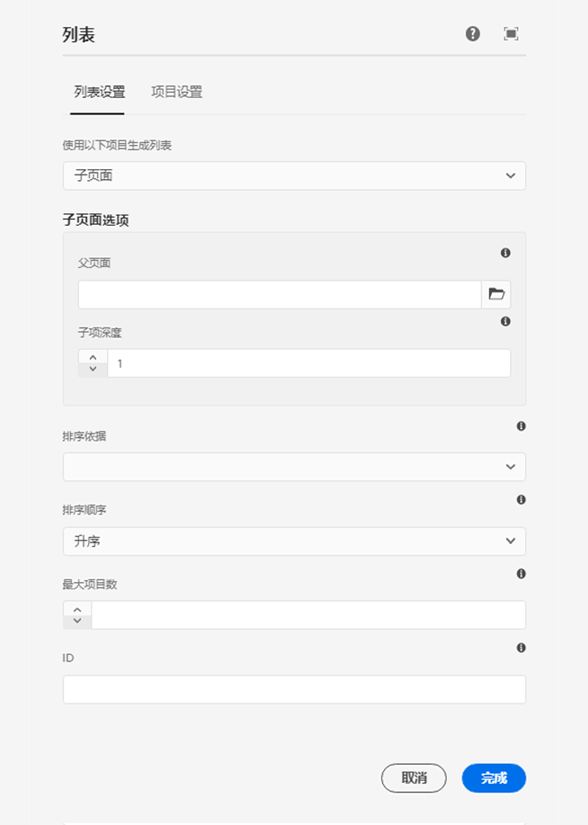 列表
列表设置 项目设置
使用以下项目生成列表
子页面
子页面选项
父页面
子项深度
1
排序依据
排序顺序
升序
最大项目数
ID
取消 完成